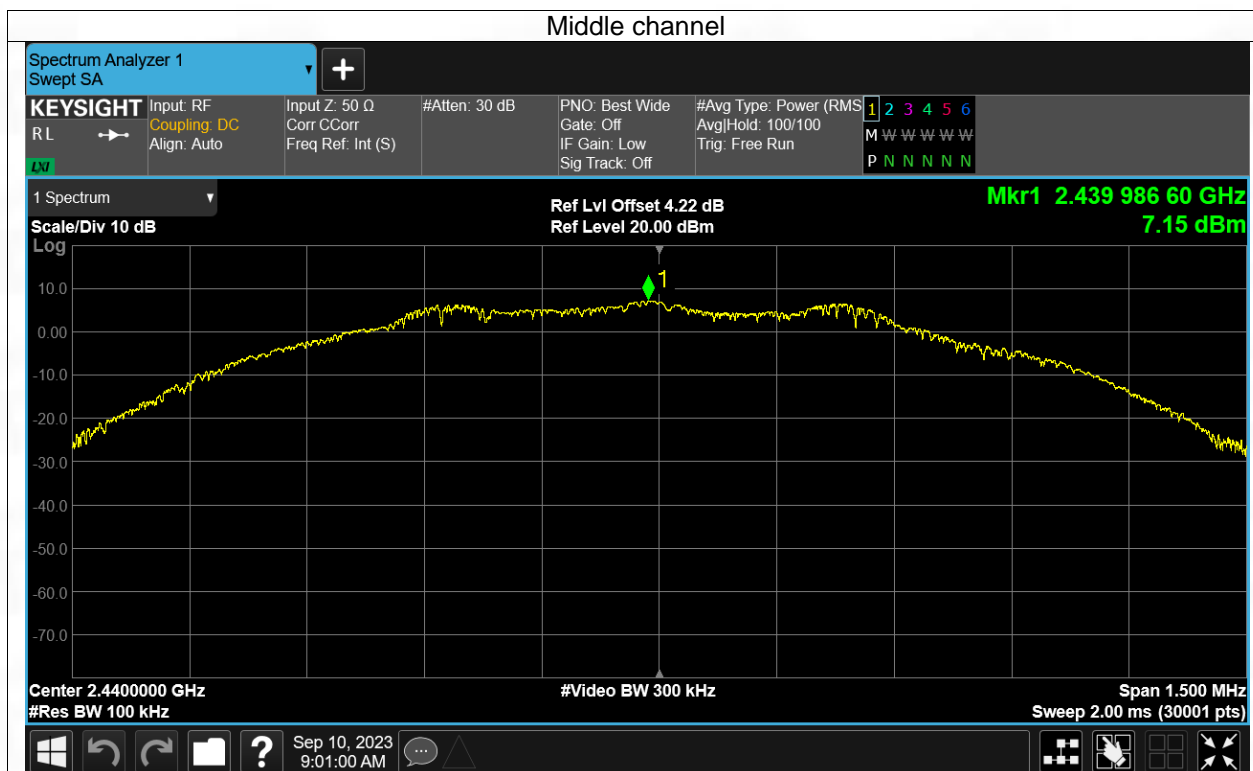 Middle channel
Spectrum Analyzer 1
Swept SA
KEYSIGHT
RL
LXI
Input: RF
Coupling: DC
Align: Auto
Input Z: 50 Ω
Corr CCorr
Freq Ref: Int (S)
#Atten: 30 dB
PNO: Best Wide
Gate: Off
IF Gain: Low
Sig Track: Off
#Avg Type: Power (RMS
Avg|Hold: 100/100
Trig: Free Run
1 2 3 4 5 6
M W W W W W
P N N N N N
1 Spectrum
Scale/Div 10 dB
Ref Lvl Offset 4.22 dB
Ref Level 20.00 dBm
Mkr1 2.439 986 60 GHz
7.15 dBm
Log
1
10.0
0.00
-10.0
-20.0
-30.0
-40.0
-50.0
-60.0
-70.0
Center 2.4400000 GHz
#Video BW 300 kHz
Span 1.500 MHz
#Res BW 100 kHz
Sweep 2.00 ms (30001 pts)
?
Sep 10, 2023
9:01:00 AM